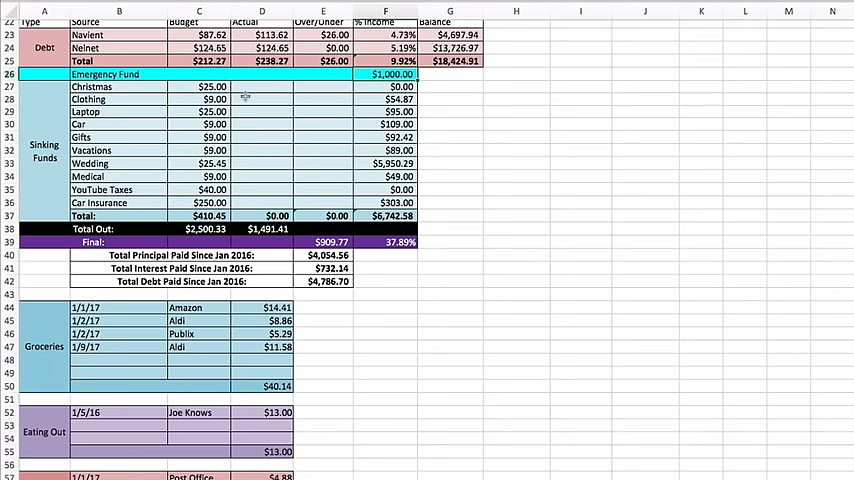 A B C D E F G H I J K L M N
22 Type Source Budget Actual Over/Under % Income Balance
23 Navient $87.62 $113.62 $26.00 4.73% $4,697.94
Debt
24 Nelnet $124.65 $124.65 $0.00 5.19% $13,726.97
25 Total $212.27 $238.27 $26.00 9.92% $18,424.91
26 Emergency Fund $1,000.00
27 Christmas $25.00 $0.00
28 Clothing $9.00 $54.87
29 Laptop $25.00 $95.00
30 Car $9.00 $109.00
31 Gifts $9.00 $92.42
Sinking Funds
32 Vacations $9.00 $89.00
33 Wedding $25.45 $5,950.29
34 Medical $9.00 $49.00
35 YouTube Taxes $40.00 $0.00
36 Car Insurance $250.00 $303.00
37 Total: $410.45 $0.00 $0.00 $6,742.58
38 Total Out: $2,500.33 $1,491.41
39 Final: $909.77 37.89%
40 Total Principal Paid Since Jan 2016: $4,054.56
41 Total Interest Paid Since Jan 2016: $732.14
42 Total Debt Paid Since Jan 2016: $4,786.70
43
44 1/1/17 Amazon $14.41
45 1/2/17 Aldi $8.86
46 1/2/17 Publix $5.29
47 Groceries 1/9/17 Aldi $11.58
48
49
50 $40.14
51
52 1/5/16 Joe Knows $13.00
53
Eating Out
54
55 $13.00
56
57 1/1/17 Post Office $4.88